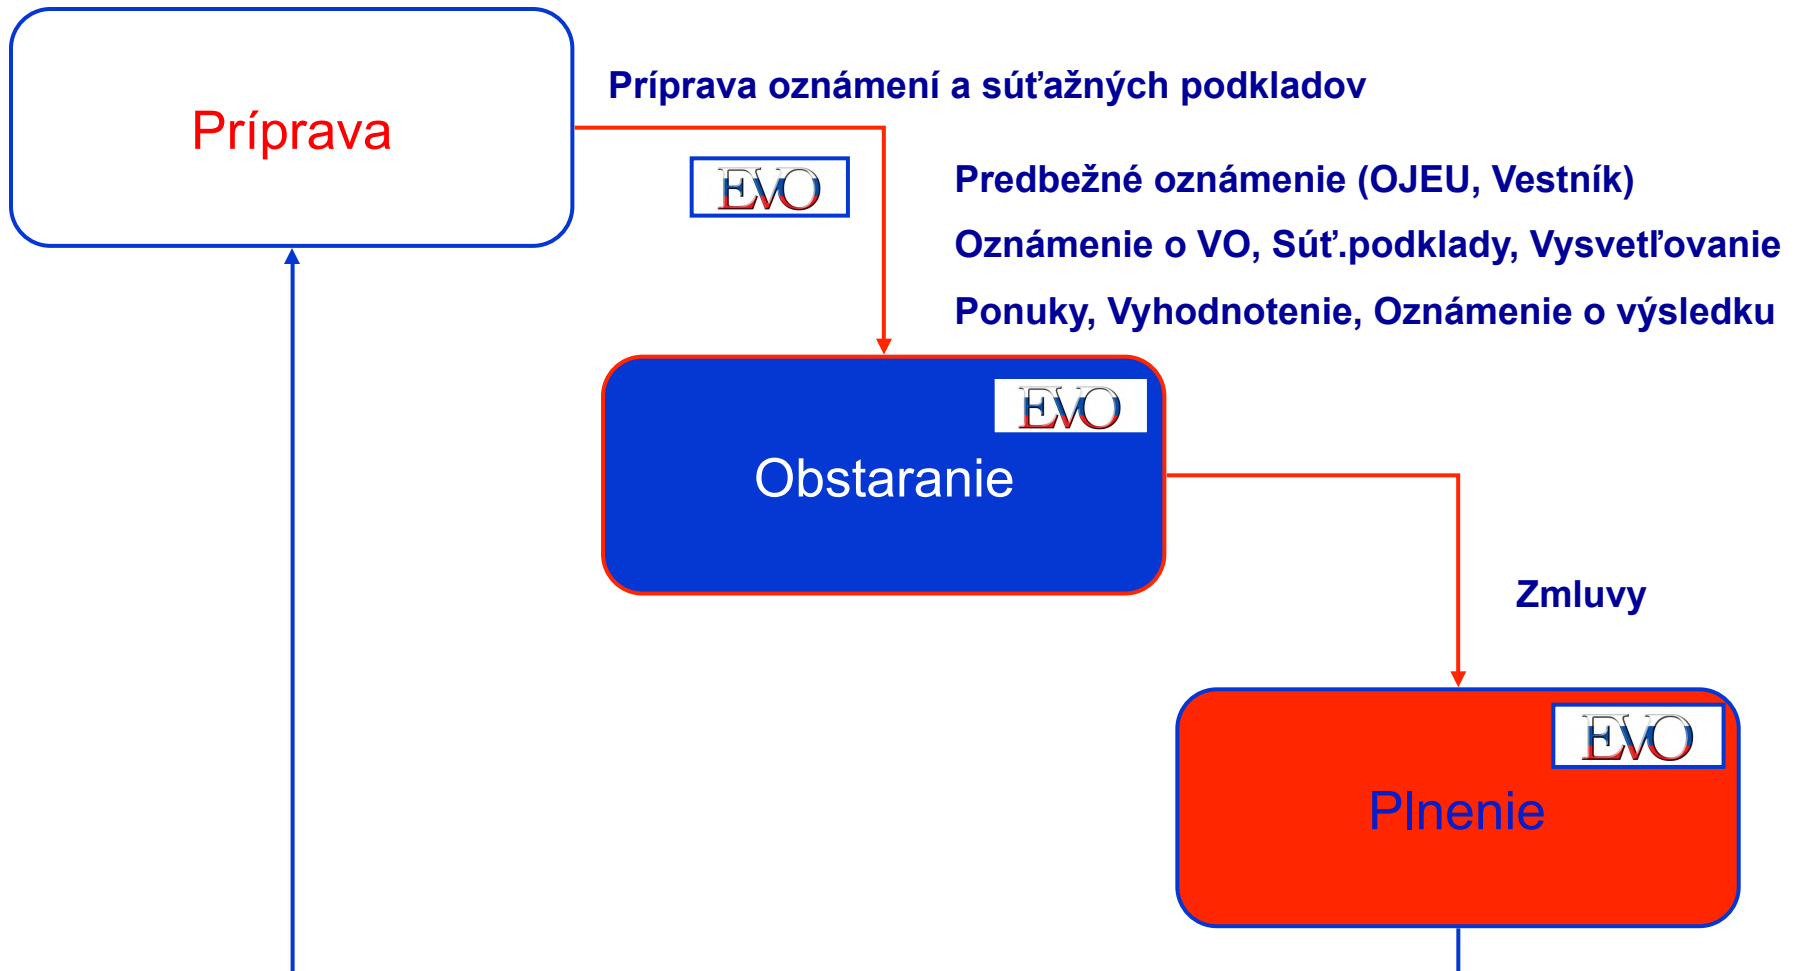 Príprava
Príprava oznámení a súťažných podkladov
EVO
Predbežné oznámenie (OJEU, Vestník)
Oznámenie o VO, Súť.podklady, Vysvetľovanie
Ponuky, Vyhodnotenie, Oznámenie o výsledku
EVO
Obstaranie
Zmluvy
EVO
Plnenie